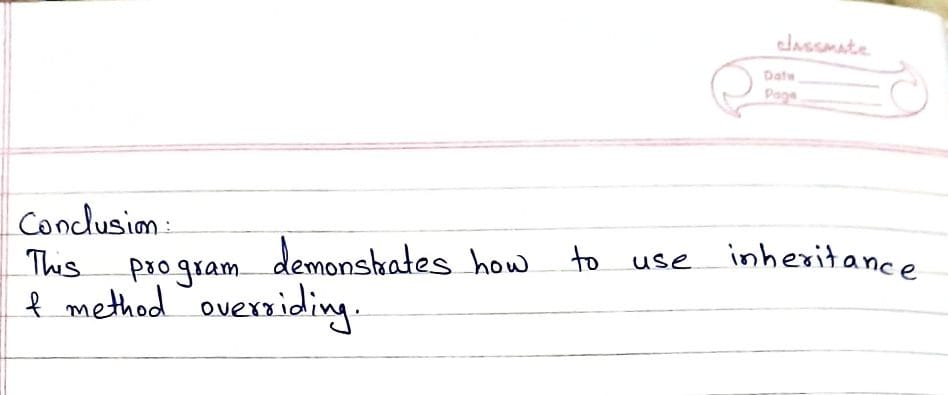 classmate
Date
Page
Conclusion:
This program demonstrates how to use inheritance
& method overriding.